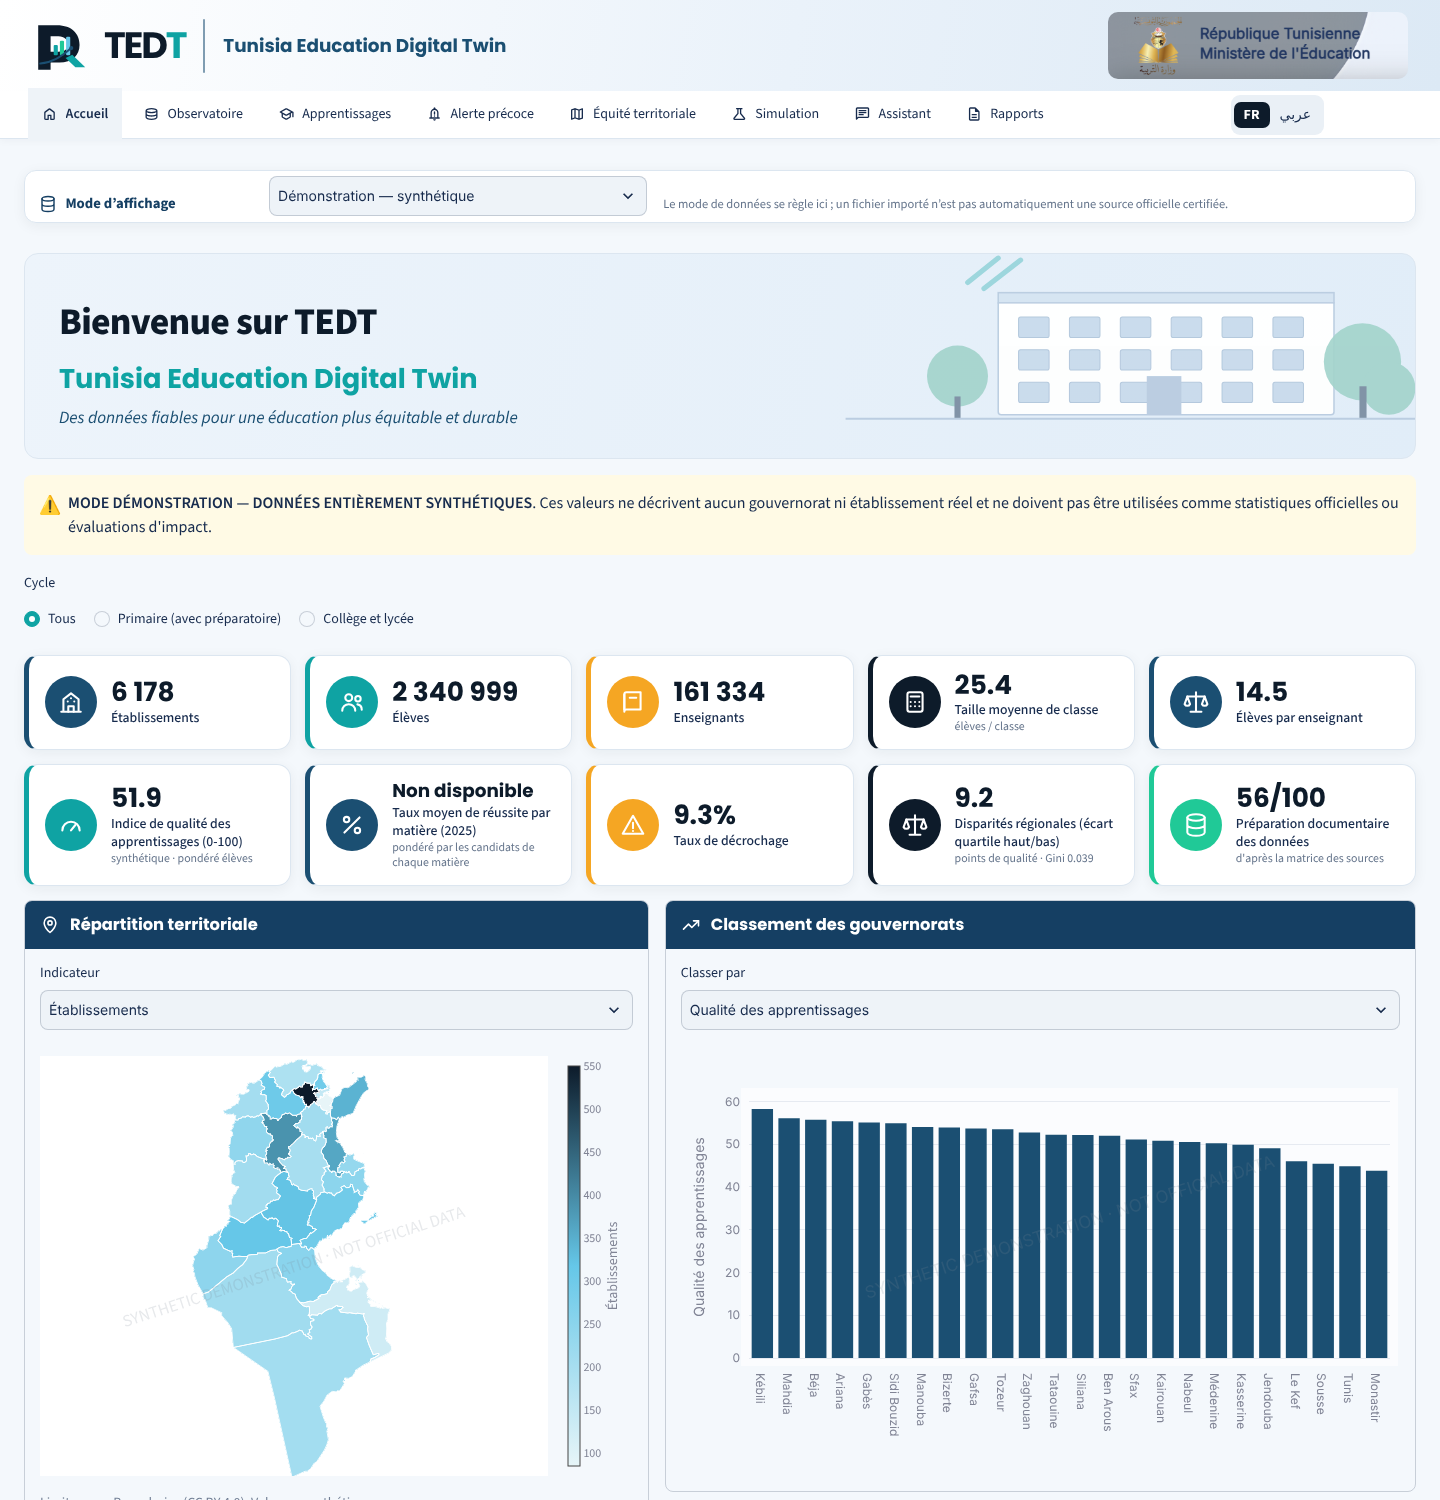 TEDT
Tunisia Education Digital Twin
République Tunisienne
Ministère de l'Éducation
Accueil
Observatoire
Apprentissages
Alerte précoce
Équité territoriale
Simulation
Assistant
Rapports
FR
عربي
Mode d’affichage
Démonstration — synthétique
Le mode de données se règle ici ; un fichier importé n’est pas automatiquement une source officielle certifiée.
Bienvenue sur TEDT
Tunisia Education Digital Twin
Des données fiables pour une éducation plus équitable et durable
MODE DÉMONSTRATION — DONNÉES ENTIÈREMENT SYNTHÉTIQUES. Ces valeurs ne décrivent aucun gouvernorat ni établissement réel et ne doivent pas être utilisées comme statistiques officielles ou
évaluations d'impact.
Cycle
Tous
Primaire (avec préparatoire)
Collège et lycée
6 178
Établissements
2 340 999
Élèves
161 334
Enseignants
25.4
Taille moyenne de classe
élèves / classe
14.5
Élèves par enseignant
51.9
Indice de qualité des
apprentissages (0-100)
synthétique · pondéré élèves
Non disponible
Taux moyen de réussite par
matière (2025)
pondéré par les candidats de
chaque matière
9.3%
Taux de décrochage
9.2
Disparités régionales (écart
quartile haut/bas)
points de qualité · Gini 0.039
56/100
Préparation documentaire
des données
d'après la matrice des sources
Répartition territoriale
Indicateur
Établissements
550
500
450
400
350
300
250
200
150
100
Établissements
SYNTHETIC DEMONSTRATION · NOT OFFICIAL DATA
Classement des gouvernorats
Classer par
Qualité des apprentissages
60
50
40
30
20
10
0
Qualité des apprentissages
SYNTHETIC DEMONSTRATION · NOT OFFICIAL DATA
Kébili
Mahdia
Béja
Ariana
Gabès
Sidi Bouzid
Manouba
Bizerte
Gafsa
Tozeur
Zaghouan
Tataouine
Siliana
Ben Arous
Sfax
Kairouan
Nabeul
Médenine
Kasserine
Jendouba
Le Kef
Sousse
Tunis
Monastir